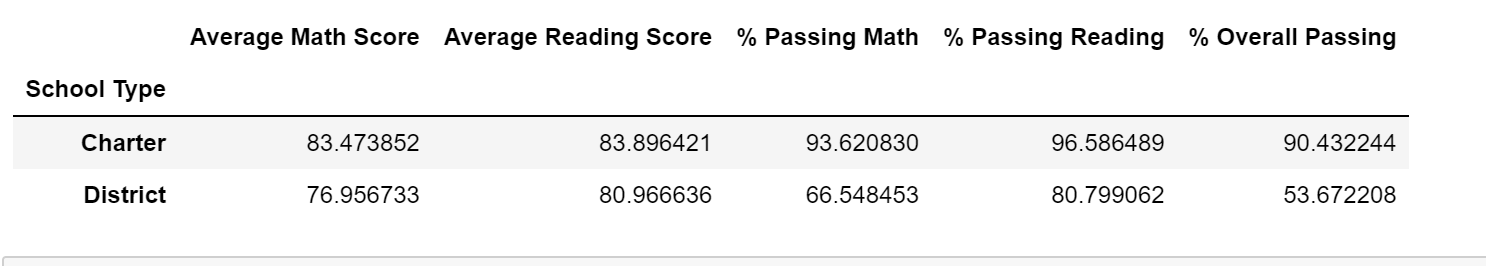 Average Math Score Average Reading Score % Passing Math % Passing Reading % Overall Passing
School Type
Charter 83.473852 83.896421 93.620830 96.586489 90.432244
District 76.956733 80.966636 66.548453 80.799062 53.672208